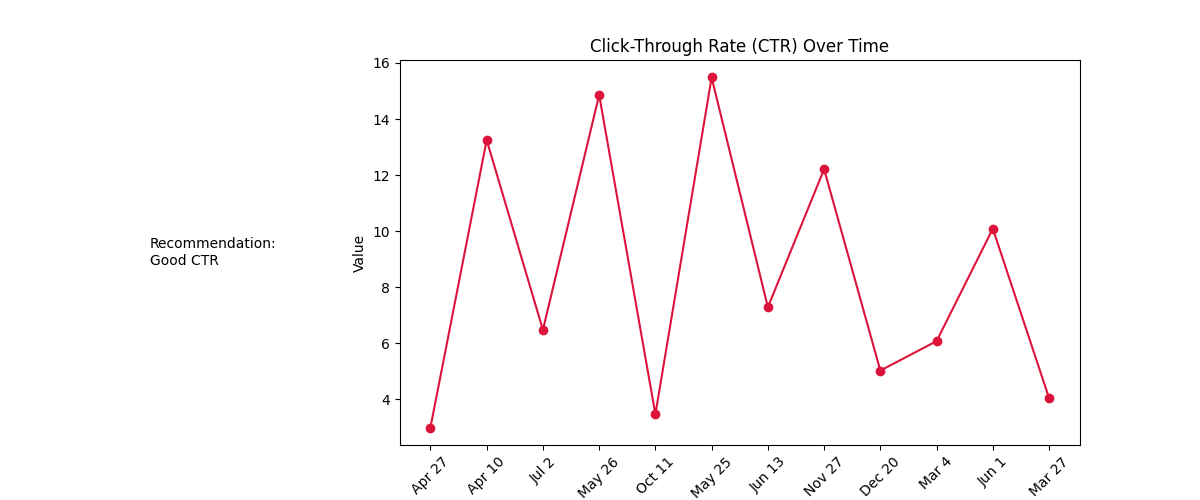 Click-Through Rate (CTR) Over Time
Recommendation:
Good CTR
Value
16
14
12
10
8
6
4
Apr 27
Apr 10
Jul 2
May 26
Oct 11
May 25
Jun 13
Nov 27
Dec 20
Mar 4
Jun 1
Mar 27